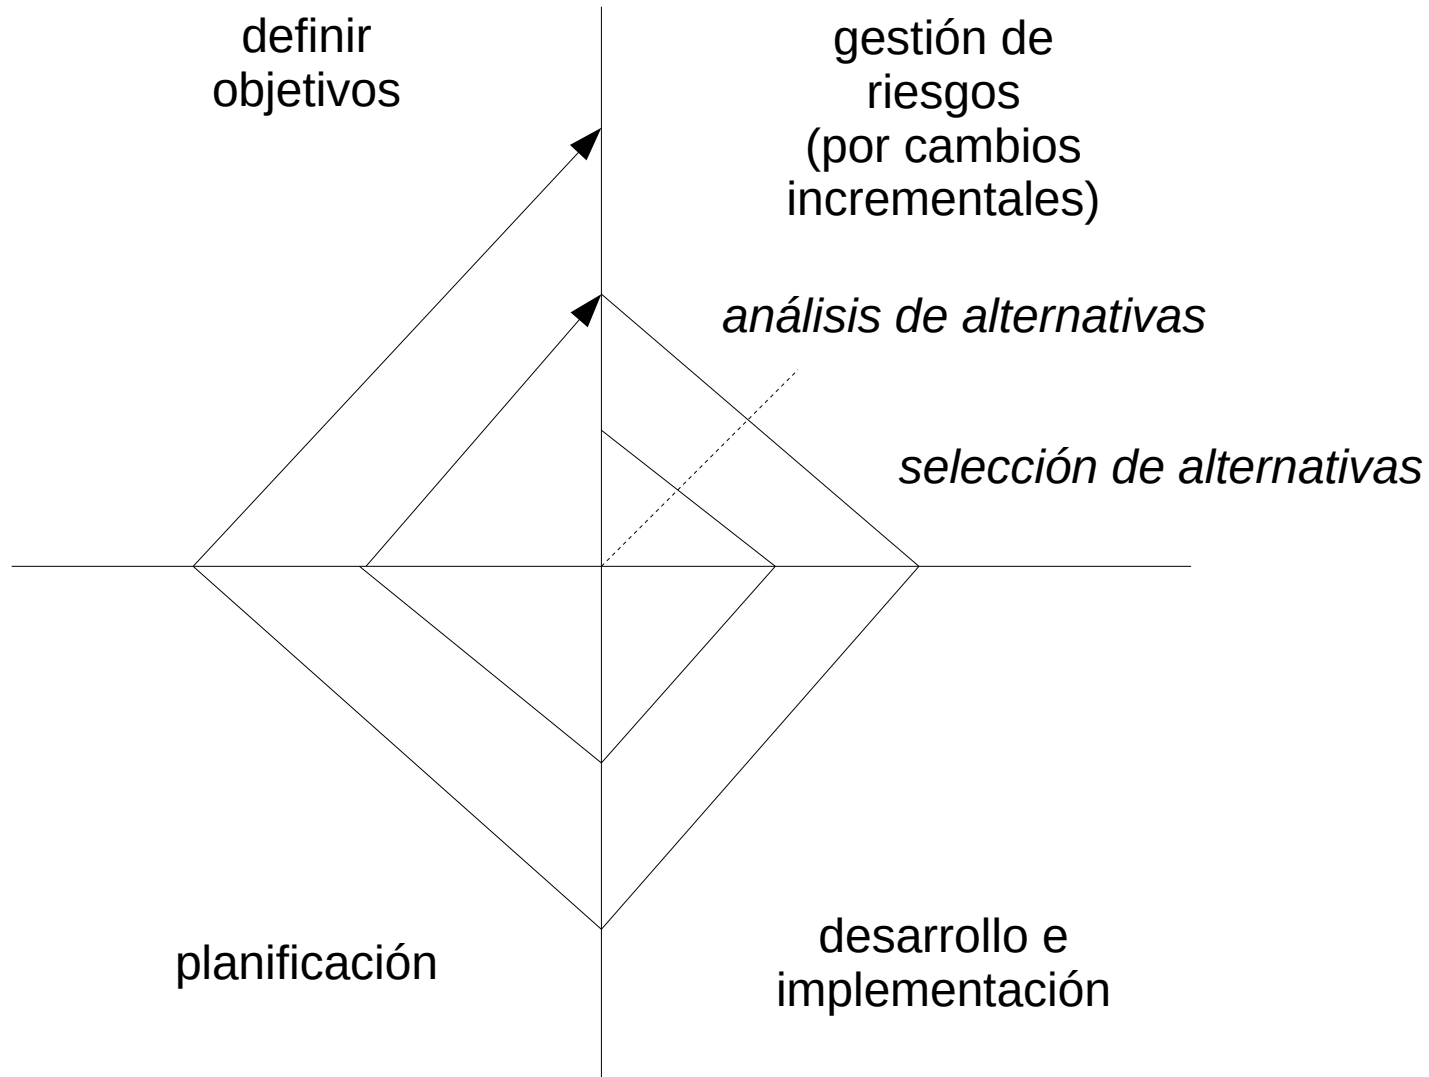 definir
objetivos
gestión de
riesgos
(por cambios
incrementales)
análisis de alternativas
selección de alternativas
planificación
desarrollo e
implementación